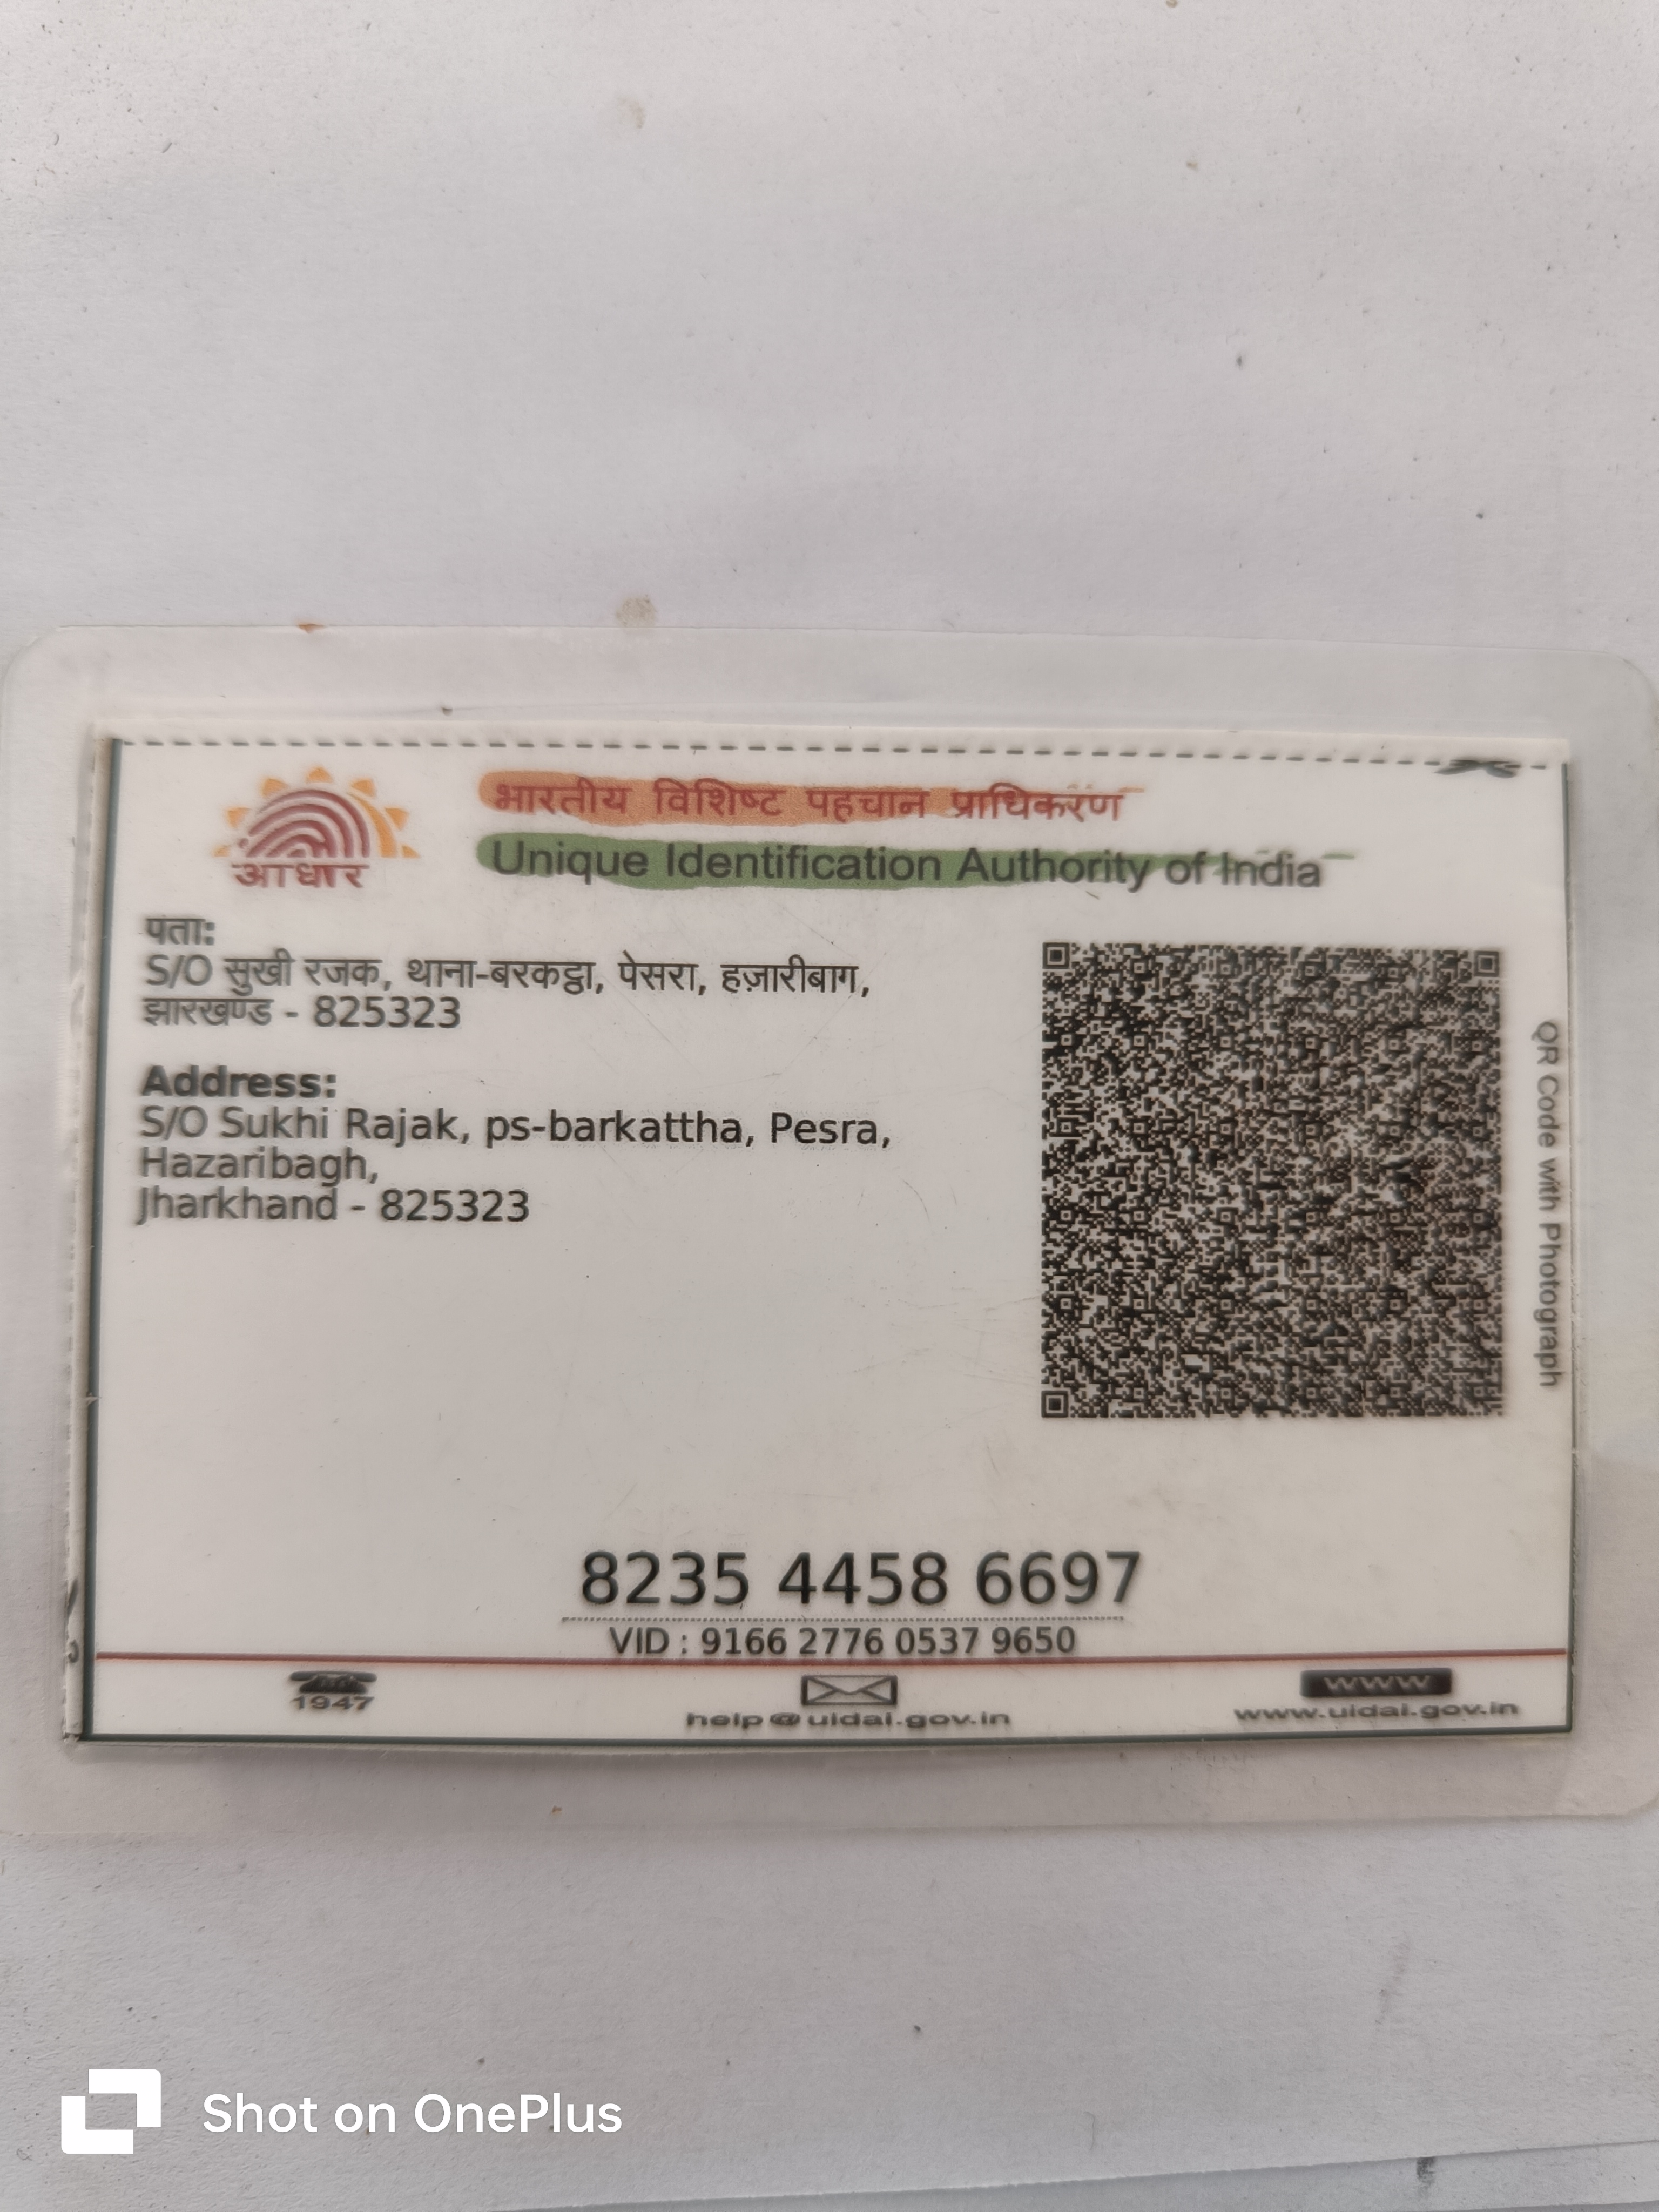 आधार
भारतीय विशिष्ट पहचान प्राधिकरण
Unique Identification Authority of India
पता:
S/O सुखी रजक, थाना-बरकट्ठा, पेसरा, हज़ारीबाग,
झारखण्ड - 825323
Address:
S/O Sukhi Rajak, ps-barkattha, Pesra,
Hazaribagh,
Jharkhand - 825323
QR Code with Photograph
8235 4458 6697
VID : 9166 2776 0537 9650
1947
help@uidai.gov.in
www
www.uidai.gov.in
Shot on OnePlus